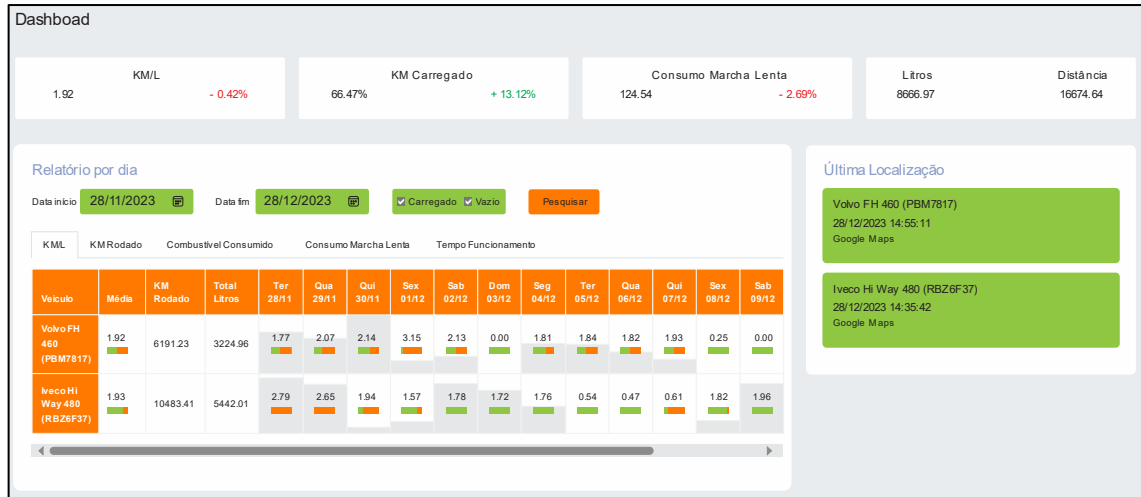 Dashboad
KM/L
1.92 - 0.42%
KM Carregado
66.47% + 13.12%
Consumo Marcha Lenta
124.54 - 2.69%
Litros Distância
8666.97 16674.64
Relatório por dia
Data início 28/11/2023 Data fim 28/12/2023 Carregado Vazio Pesquisar
KM/L KM Rodado Combustível Consumido Consumo Marcha Lenta Tempo Funcionamento
Veículo Média KM Rodado Total Litros Ter 28/11 Qua 29/11 Qui 30/11 Sex 01/12 Sab 02/12 Dom 03/12 Seg 04/12 Ter 05/12 Qua 06/12 Qui 07/12 Sex 08/12 Sab 09/12
Volvo FH 460 (PBM7817) 1.92 6191.23 3224.96 1.77 2.07 2.14 3.15 2.13 0.00 1.81 1.84 1.82 1.93 0.25 0.00
Iveco Hi Way 480 (RBZ6F37) 1.93 10483.41 5442.01 2.79 2.65 1.94 1.57 1.78 1.72 1.76 0.54 0.47 0.61 1.82 1.96
Última Localização
Volvo FH 460 (PBM7817)
28/12/2023 14:55:11
Google Maps
Iveco Hi Way 480 (RBZ6F37)
28/12/2023 14:35:42
Google Maps